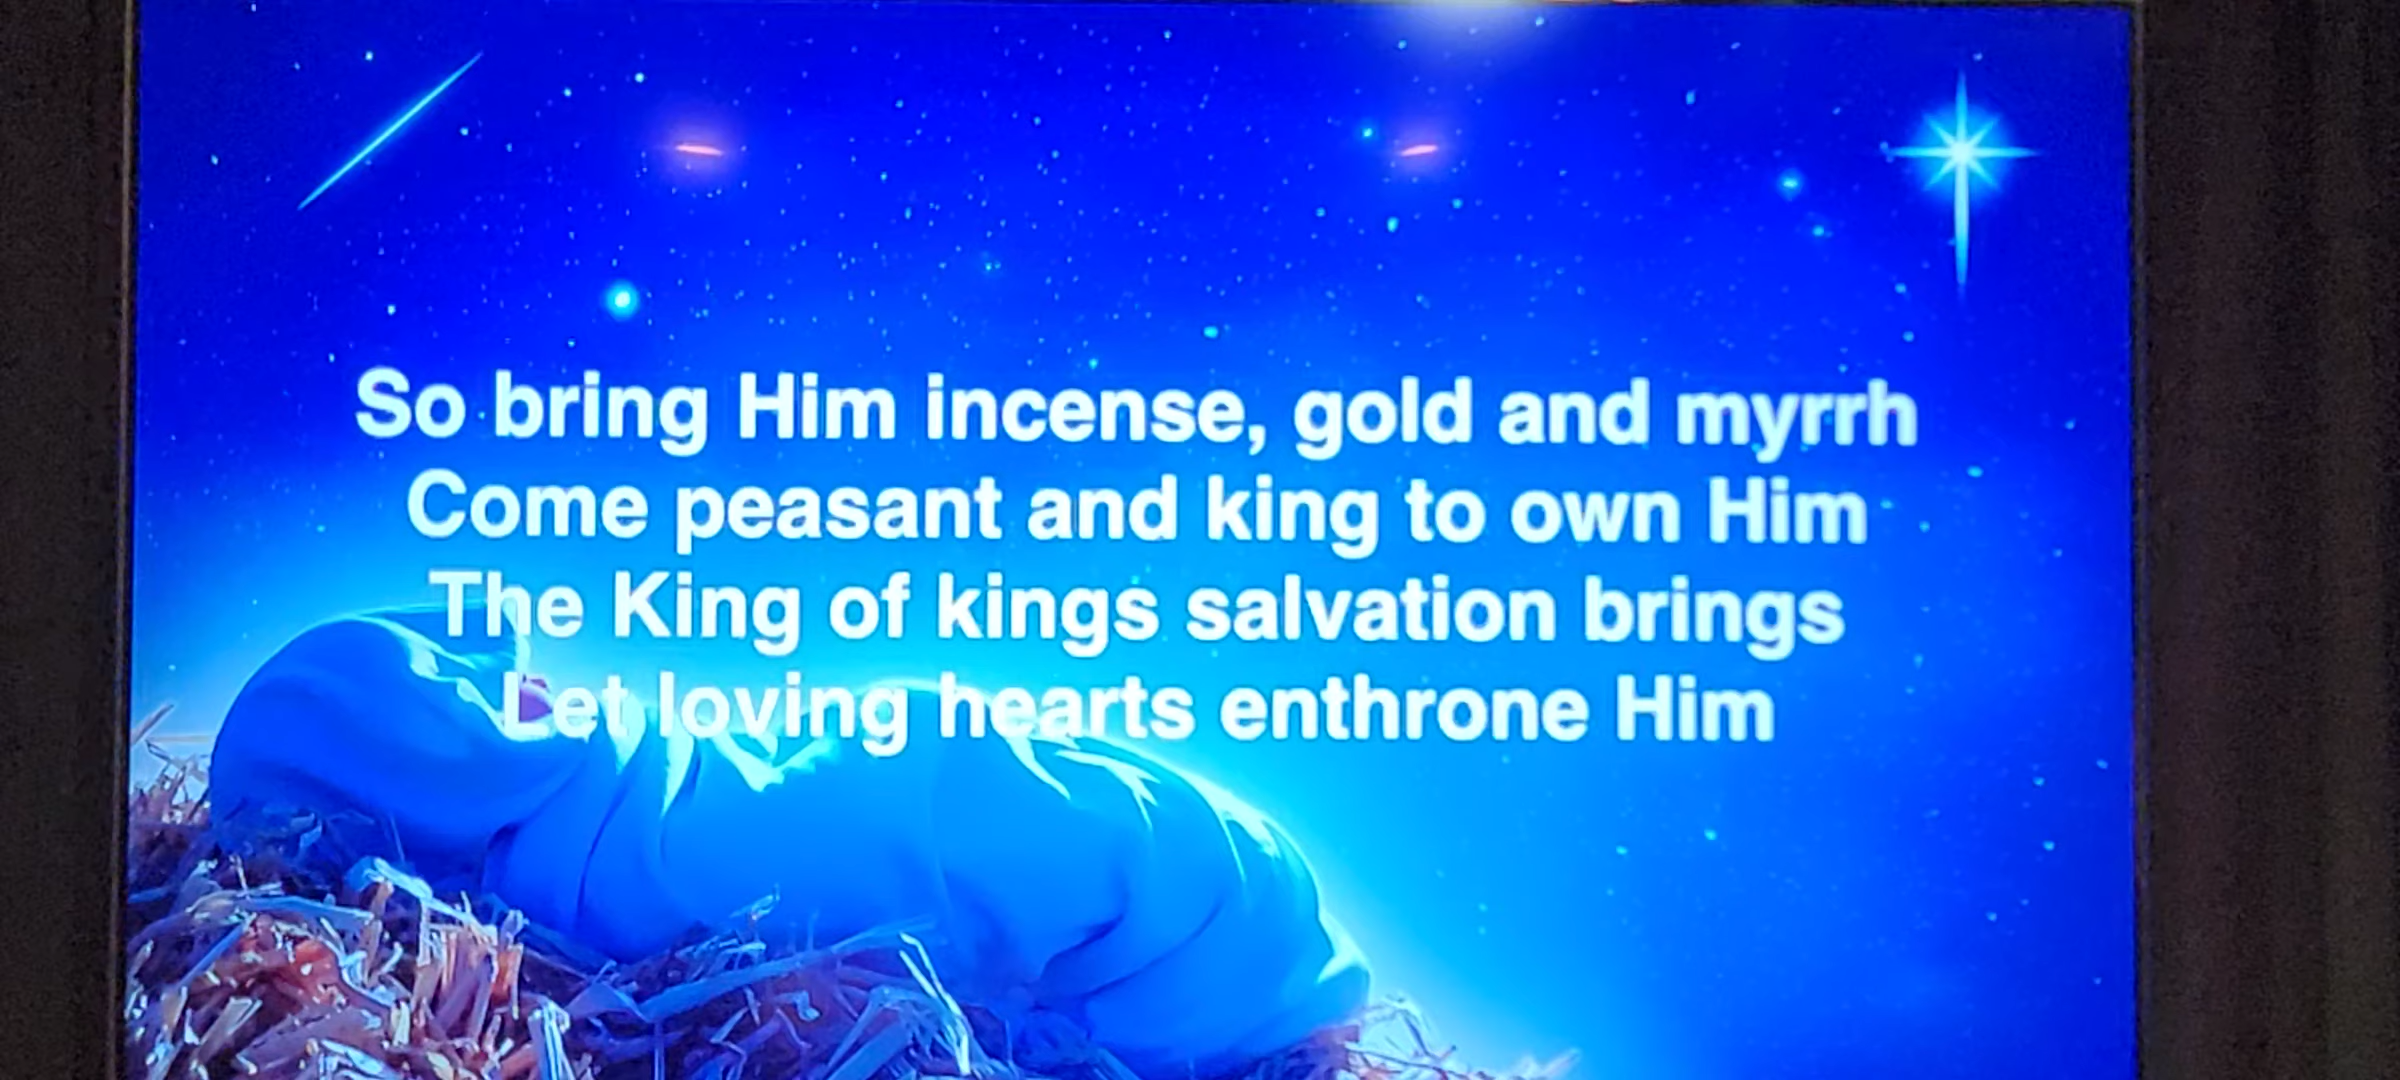 So bring Him incense, gold and myrrh
Come peasant and king to own Him
The King of kings salvation brings
Let loving hearts enthrone Him